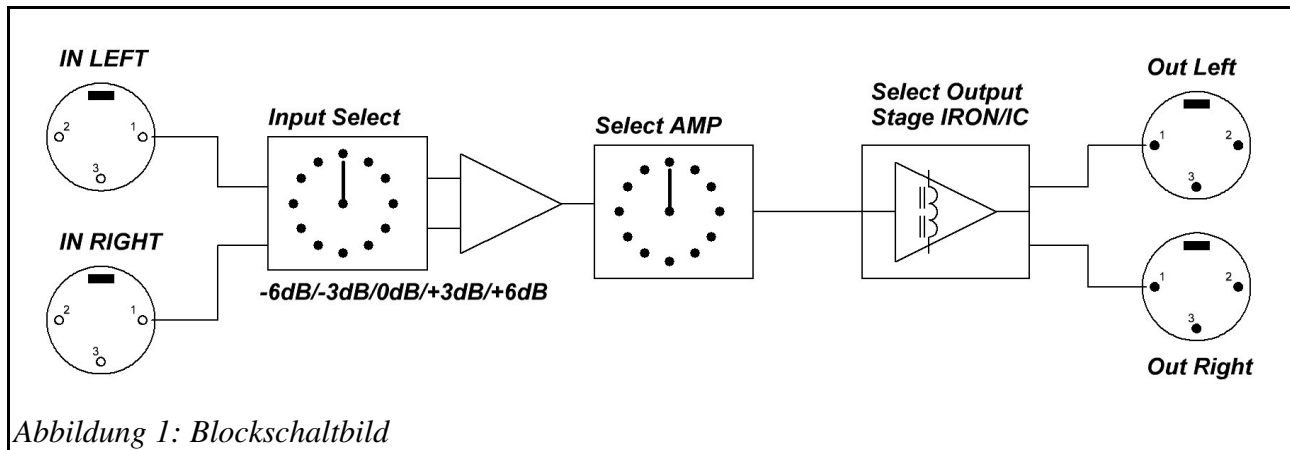 IN LEFT
2
1
3
IN RIGHT
2
1
3
Input Select
-6dB/-3dB/0dB/+3dB/+6dB
Select AMP
Select Output
Stage IRON/IC
Out Left
1
2
3
1
2
3
Out Right
Abbildung 1: Blockschaltbild